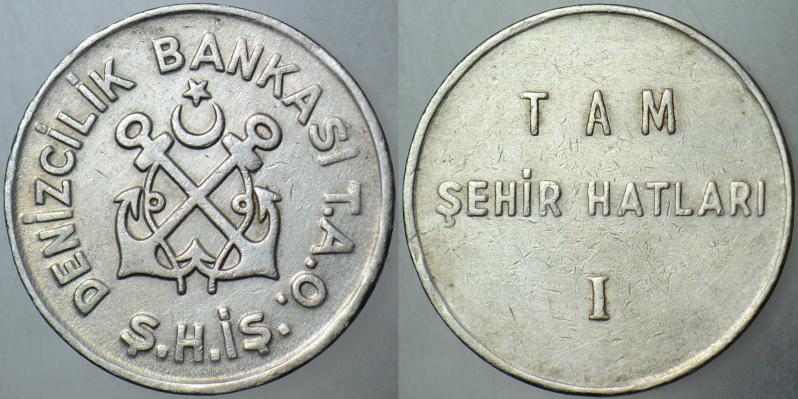 DENİZCİLİK BANKASI T.A.O.
Ş.H.İŞ.
TAM
ŞEHİR HATLARI
I